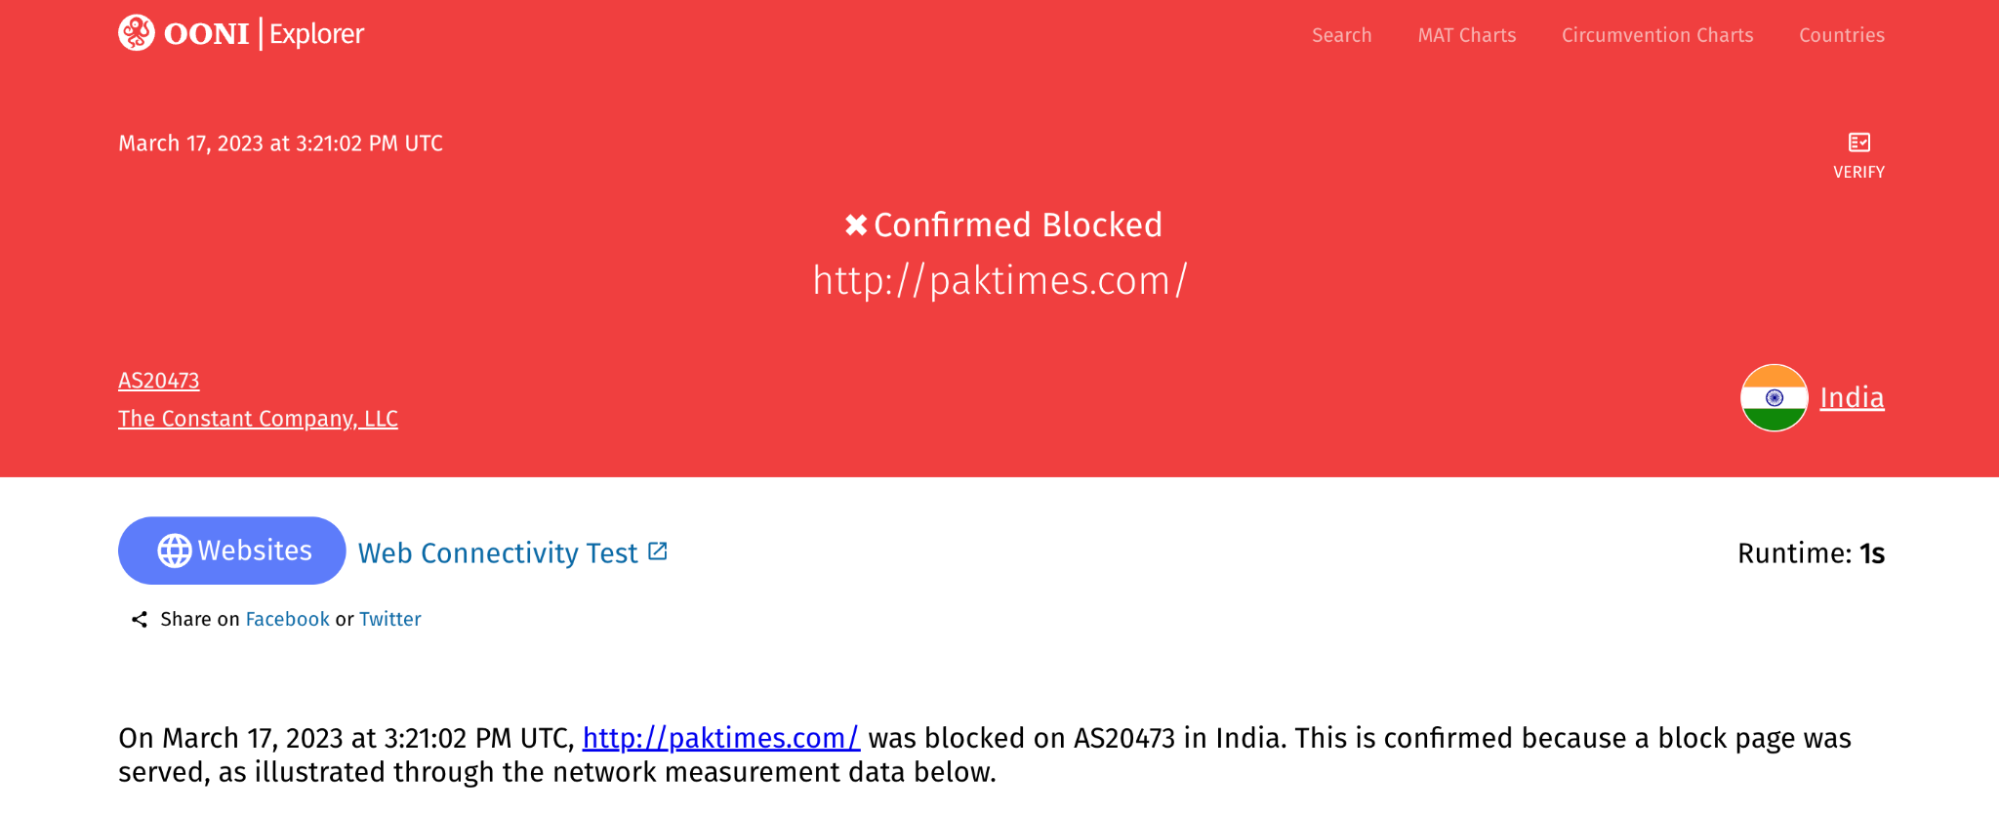 OONI | Explorer
Search MAT Charts Circumvention Charts Countries
March 17, 2023 at 3:21:02 PM UTC
VERIFY
✖ Confirmed Blocked
http://paktimes.com/
AS20473
The Constant Company, LLC
India
Websites Web Connectivity Test
Runtime: 1s
Share on Facebook or Twitter
On March 17, 2023 at 3:21:02 PM UTC, http://paktimes.com/ was blocked on AS20473 in India. This is confirmed because a block page was
served, as illustrated through the network measurement data below.